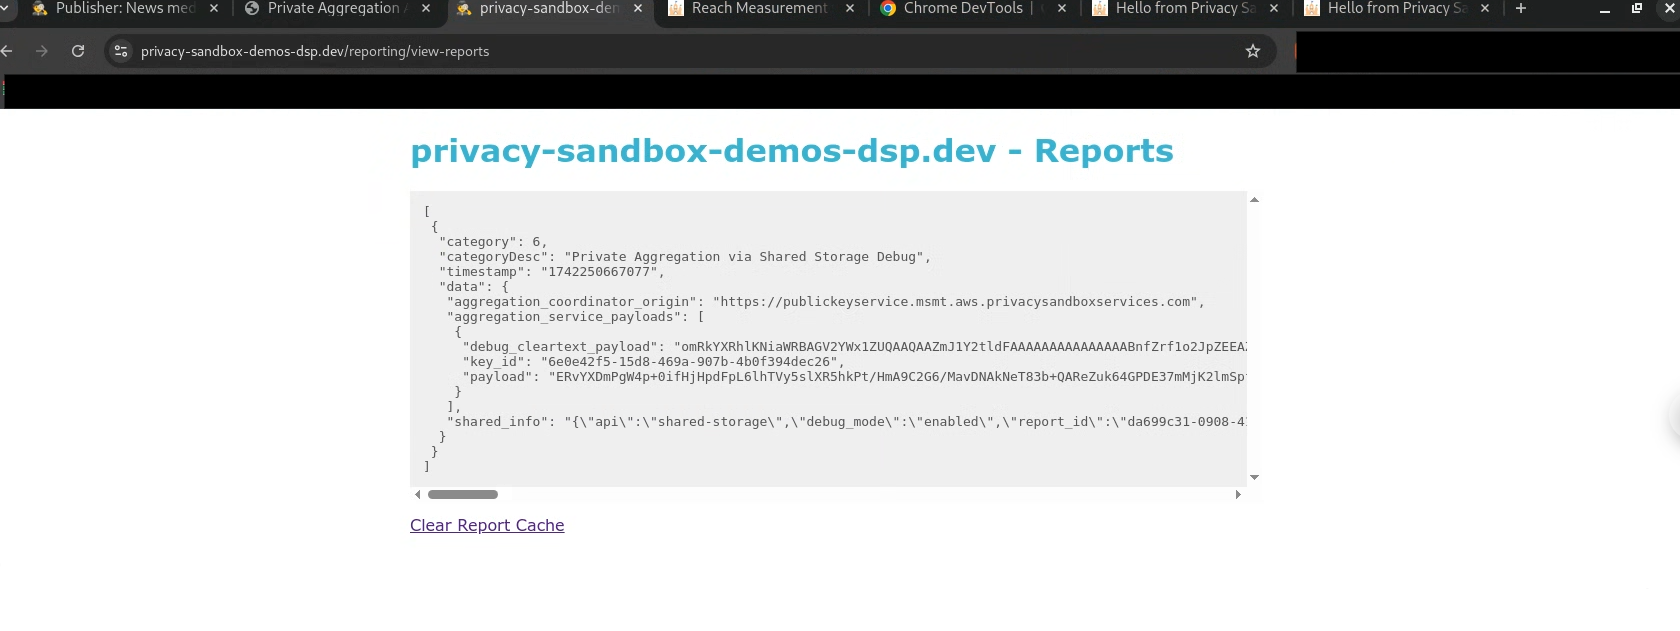 Publisher: News med
Private Aggregation
privacy-sandbox-den
Reach Measurement
Chrome DevTools |
Hello from Privacy Sa
Hello from Privacy S
privacy-sandbox-demos-dsp.dev/reporting/view-reports
privacy-sandbox-demos-dsp.dev - Reports
[
{
"category": 6,
"categoryDesc": "Private Aggregation via Shared Storage Debug",
"timestamp": "1742250667077",
"data": {
"aggregation_coordinator_origin": "https://publickeyservice.msmt.aws.privacysandboxservices.com",
"aggregation_service_payloads": [
{
"debug_cleartext_payload": "omRkYXRhlKNiaWRBAGV2YWx1ZUQAAQAAZmJ1Y2tldFAAAAAAAAAAAAAAABnfZrf1o2JpZEEA
"key_id": "6e0e42f5-15d8-469a-907b-4b0f394dec26",
"payload": "ERvYXDmPgW4p+0ifHjHpdFpL6lhTVy5slXR5hkPt/HmA9C2G6/MavDNAkNeT83b+QAReZuk64GPDE37mMjK2lmSp
}
],
"shared_info": "{\"api\":\"shared-storage\",\"debug_mode\":\"enabled\",\"report_id\":\"da699c31-0908-4
}
}
]
Clear Report Cache